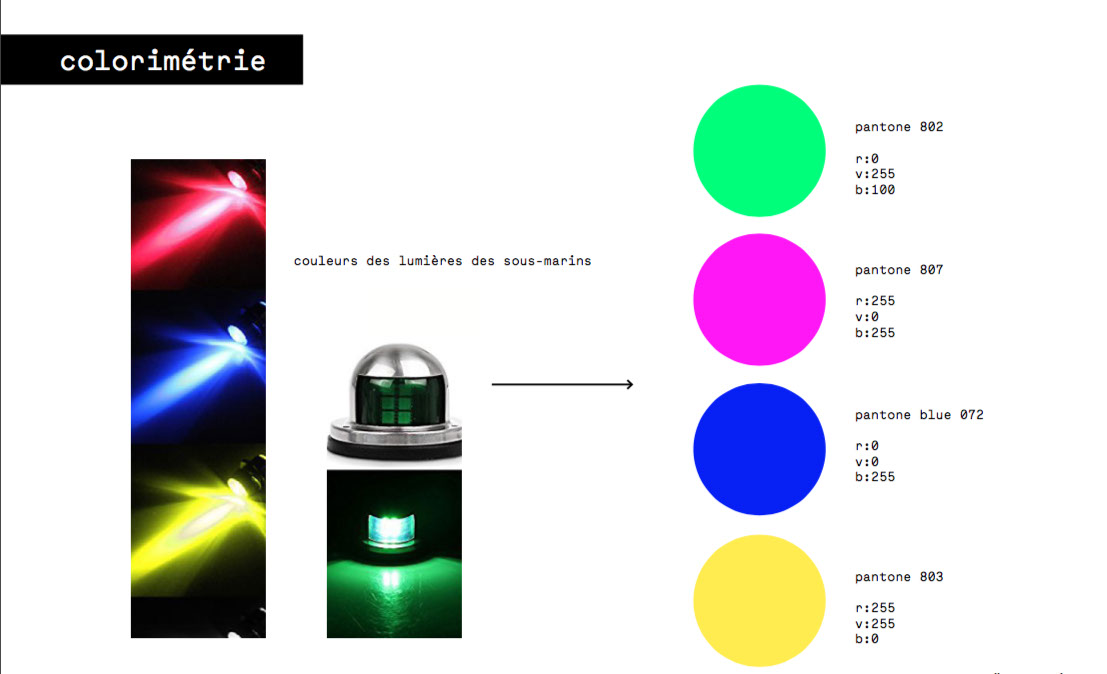 colorimétrie
couleurs des lumières des sous-marins
pantone 802
r:0
v:255
b:100
pantone 807
r:255
v:0
b:255
pantone blue 072
r:0
v:0
b:255
pantone 803
r:255
v:255
b:0